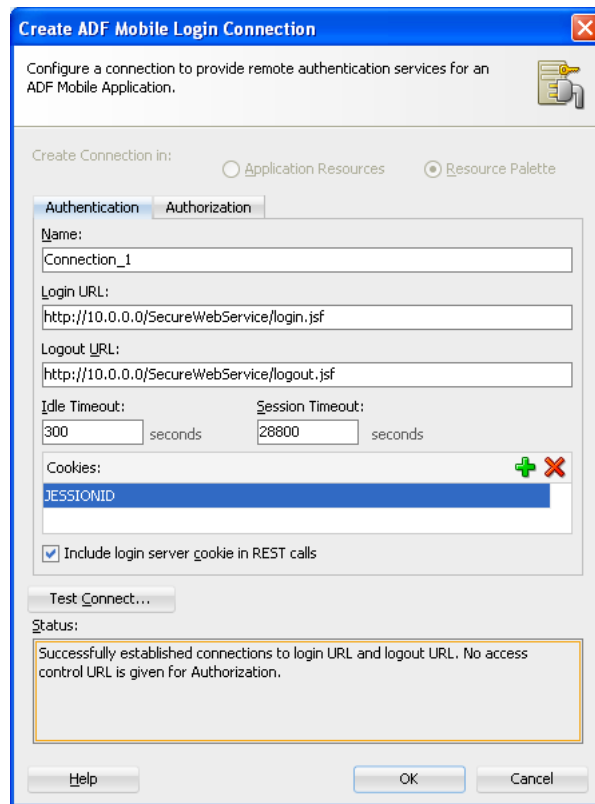 Create ADF Mobile Login Connection
Configure a connection to provide remote authentication services for an
ADF Mobile Application.
Create Connection in:
Application Resources
Resource Palette
Authentication
Authorization
Name:
Connection_1
Login URL:
http://10.0.0.0/SecureWebService/login.jsf
Logout URL:
http://10.0.0.0/SecureWebService/logout.jsf
Idle Timeout:
Session Timeout:
300 seconds
28800 seconds
Cookies:
JESSIONID
Include login server cookie in REST calls
Test Connect...
Status:
Successfully established connections to login URL and logout URL. No access
control URL is given for Authorization.
Help
OK
Cancel